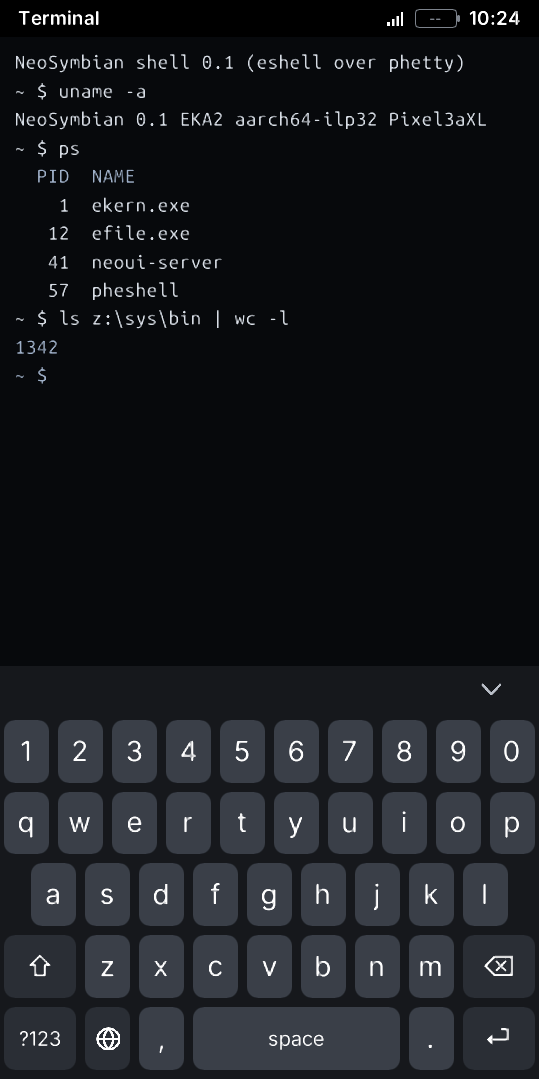 Terminal -- 10:24
NeoSymbian shell 0.1 (eshell over phetty)
~ $ uname -a
NeoSymbian 0.1 EKA2 aarch64-ilp32 Pixel3aXL
~ $ ps
PID NAME
1 ekern.exe
12 efile.exe
41 neoui-server
57 pheshell
~ $ ls z:\sys\bin | wc -l
1342
~ $
1 2 3 4 5 6 7 8 9 0
q w e r t y u i o p
a s d f g h j k l
z x c v b n m
?123 , space .